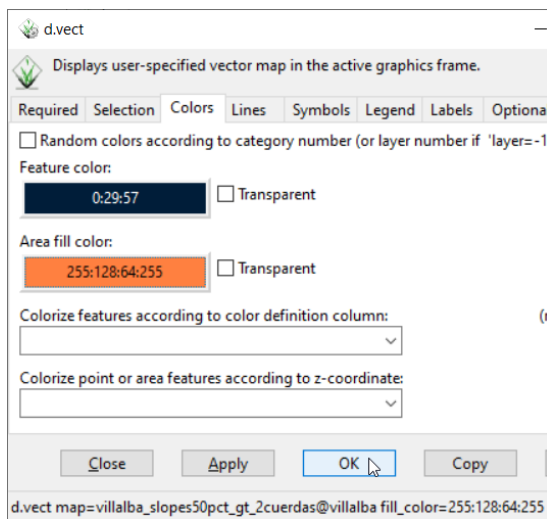 d.vect
Displays user-specified vector map in the active graphics frame.
Required Selection Colors Lines Symbols Legend Labels Optiona
Random colors according to category number (or layer number if 'layer=-1
Feature color:
0:29:57 Transparent
Area fill color:
255:128:64:255 Transparent
Colorize features according to color definition column: (r
Colorize point or area features according to z-coordinate:
Close Apply OK Copy
d.vect map=villalba_slopes50pct_gt_2cuerdas@villalba fill_color=255:128:64:255